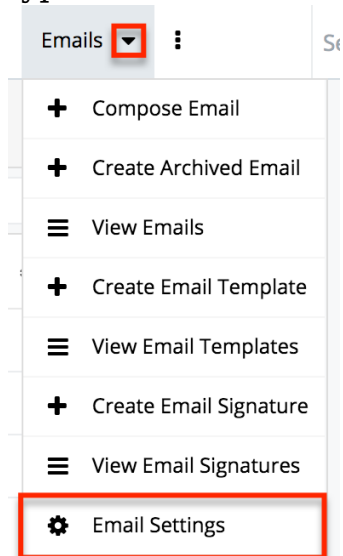 Emails
Se
Compose Email
Create Archived Email
View Emails
Create Email Template
View Email Templates
Create Email Signature
View Email Signatures
Email Settings